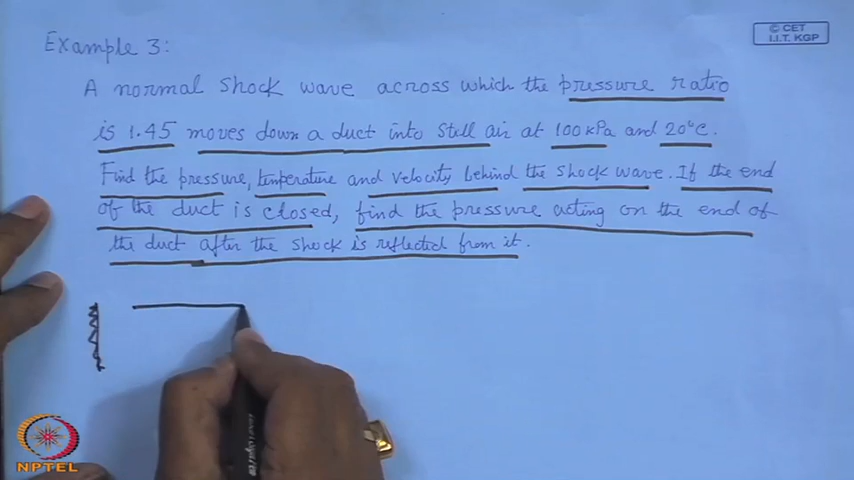 © CET
I.I.T. KGP
Example 3:
A normal shock wave across which the pressure ratio
is 1.45 moves down a duct into still air at 100 kPa and 20°C.
Find the pressure, temperature and velocity behind the shock wave. If the end
of the duct is closed, find the pressure acting on the end of
the duct after the shock is reflected from it.
NPTEL